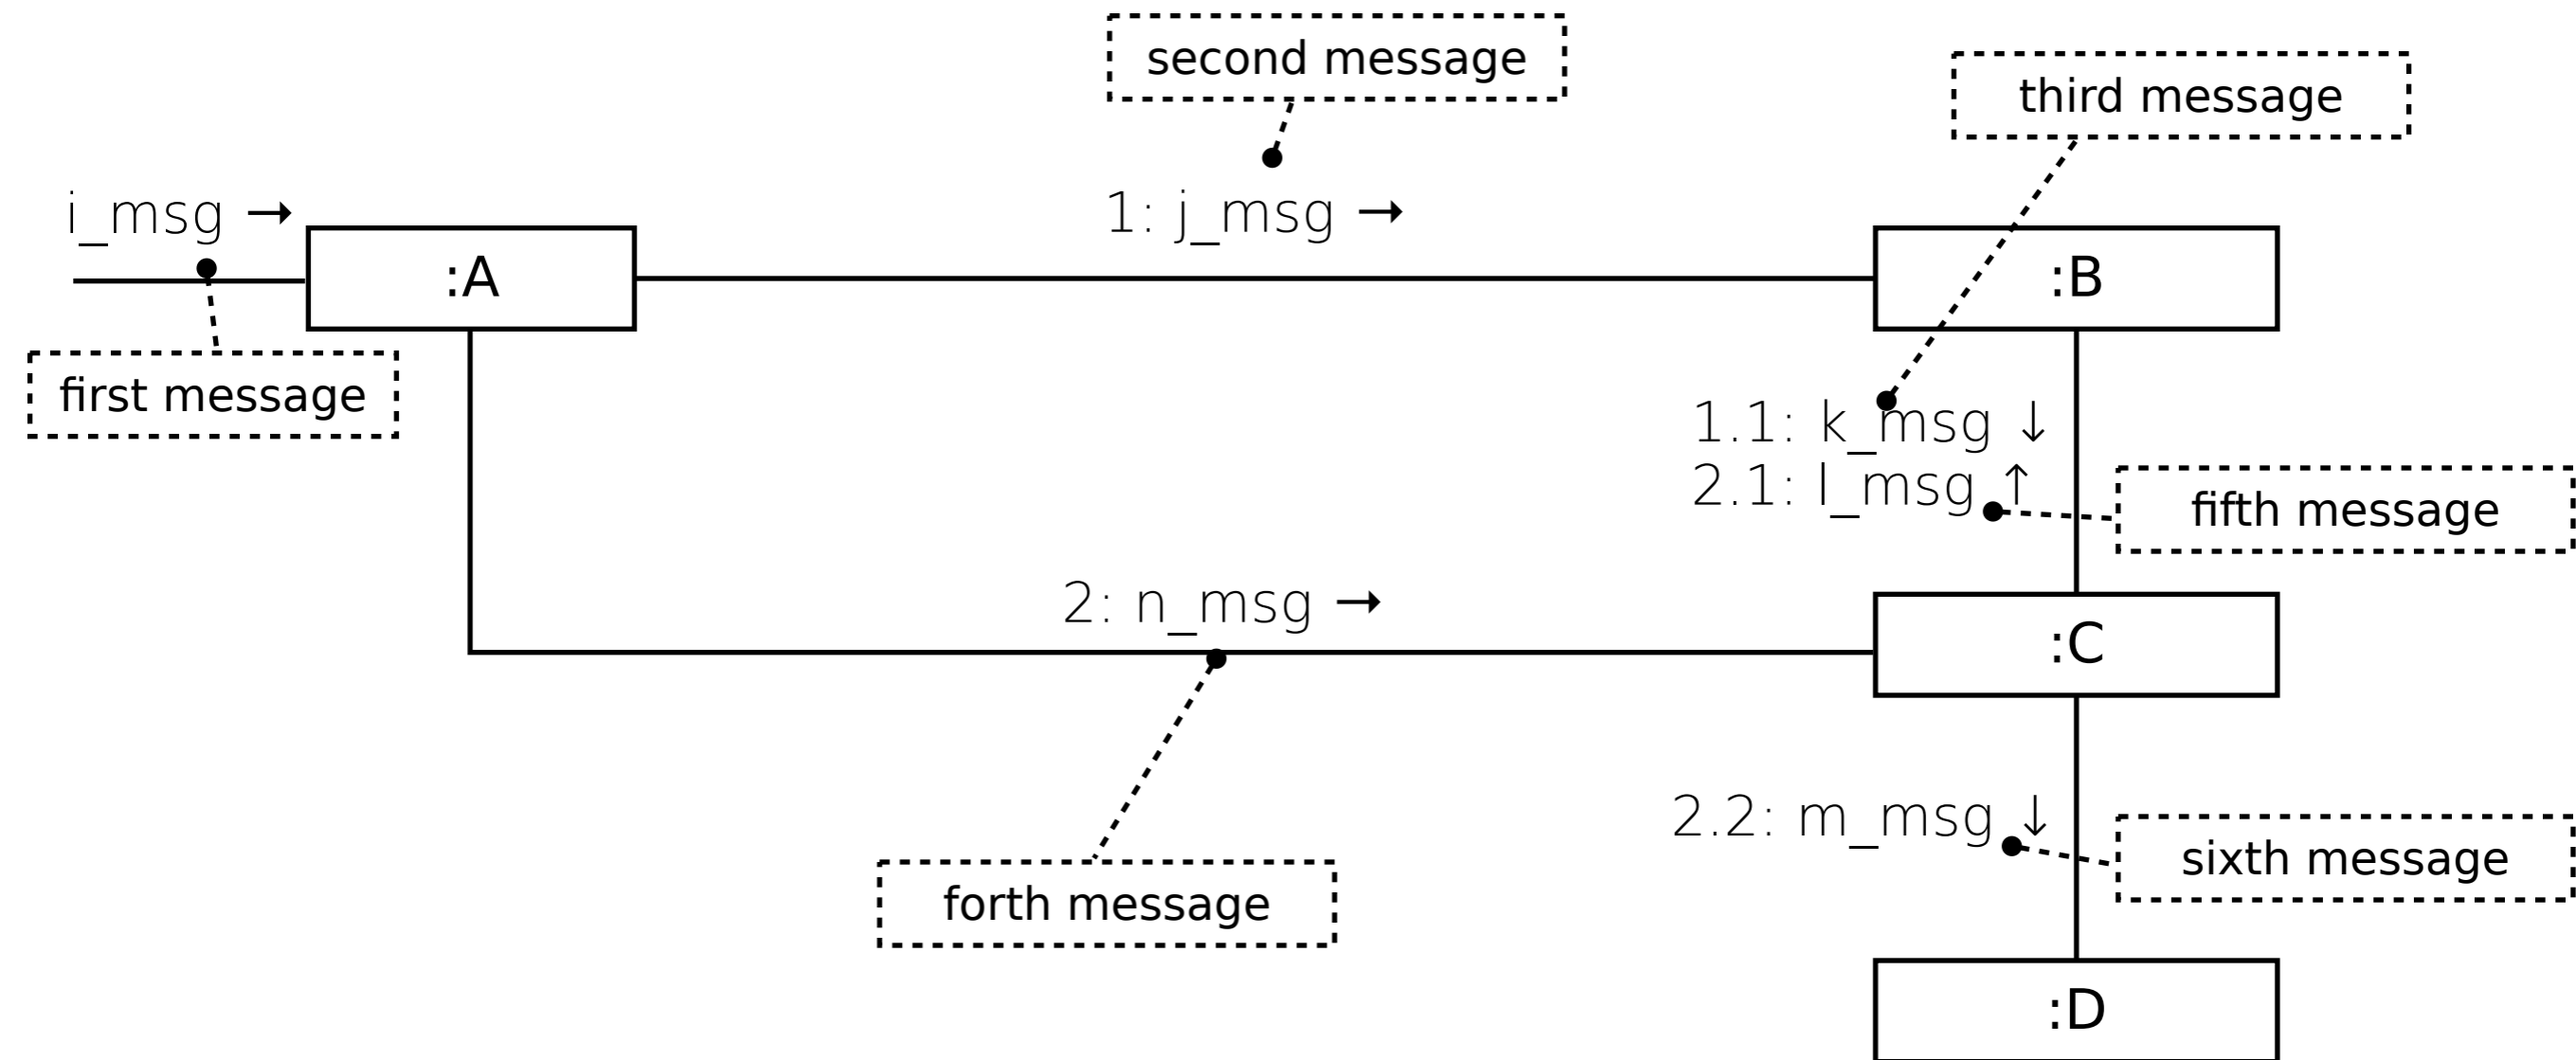 second message
third message
i_msg →
1: j_msg →
:A
:B
first message
1.1: k_msg ↓
2.1: l_msg ↑
fifth message
2: n_msg →
:C
2.2: m_msg ↓
sixth message
forth message
:D